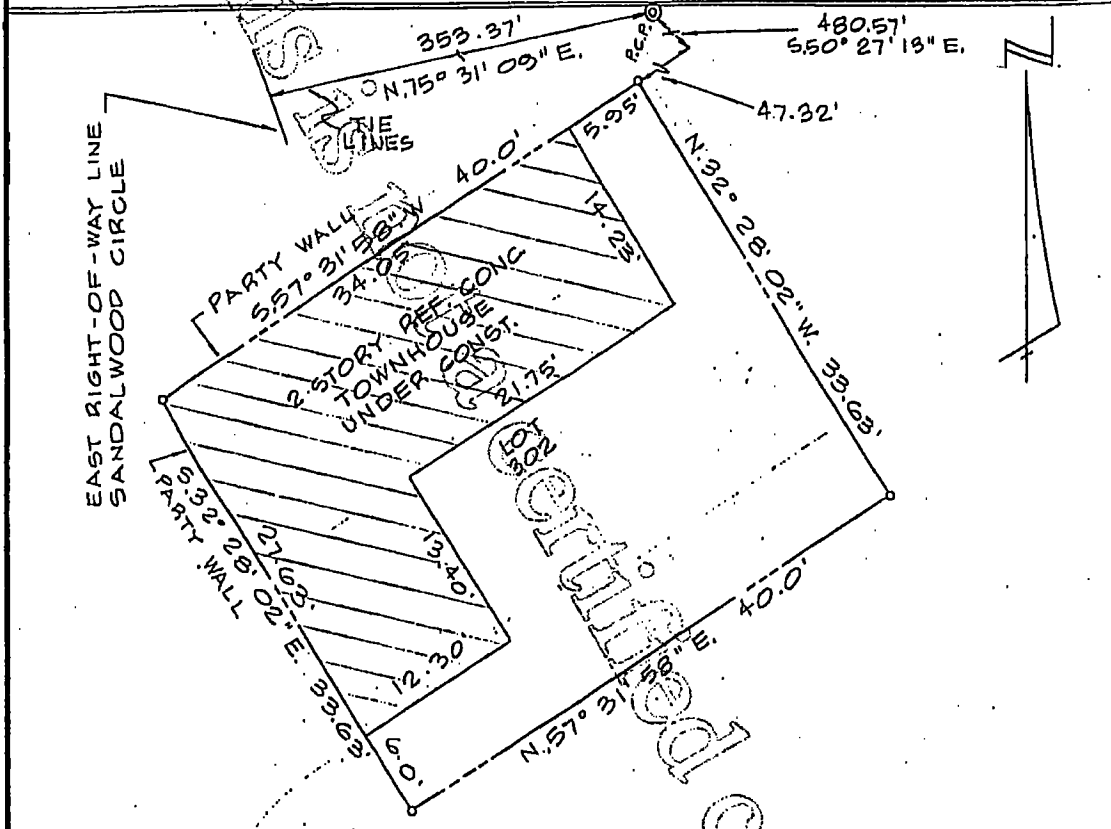 353.37'
N.75° 31' 09" E.
P.C.P.
480.57'
S.50° 27' 13" E.
47.32'
TIE
LINES
EAST RIGHT-OF-WAY LINE
SANDALWOOD CIRCLE
40.0'
5.95'
PARTY WALL
S.57° 31' 58" W
34.05'
14.23'
N.32° 28' 02" W. 33.63'
2-STORY REF. CONC
TOWNHOUSE
UNDER CONST.
21.75'
LOT
302
13.40'
S.32° 28' 02" E. 33.63'
PARTY WALL
27.63'
12.30'
6.0'
N.57° 31' 58" E. 40.0'
Certified